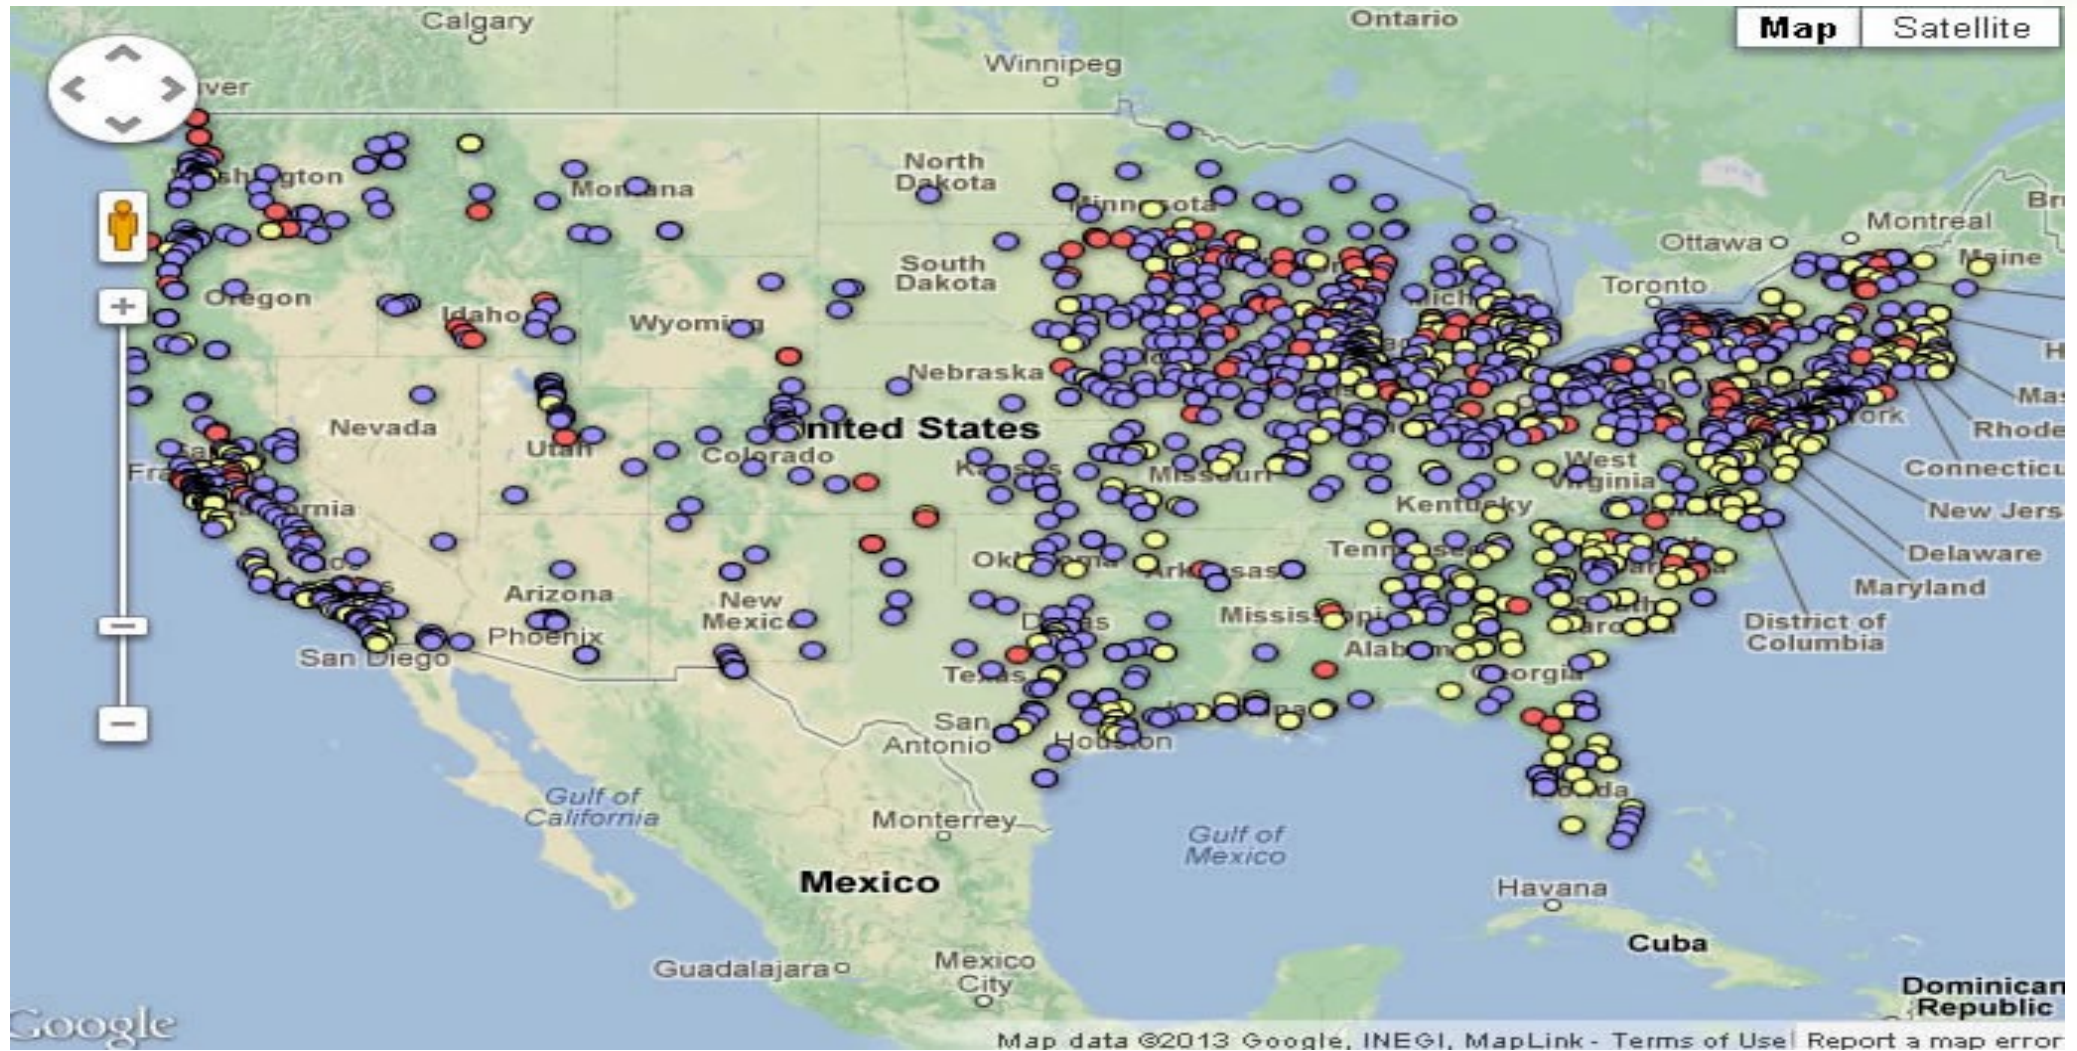 Calgary
Ontario
Map
Satellite
Winnipeg
Montreal
Ottawa
Maine
North
Dakota
Montana
Minnesota
Toronto
South
Dakota
Oregon
Idaho
Wyoming
Nebraska
Nevada
United States
Utah
Colorado
Missouri
West
Virginia
Kentucky
Rhode
Connecticu
New Jers
Delaware
Maryland
District of
Columbia
Arizona
New
Mexico
Phoenix
San Diego
Mississippi
Alabam
Georgia
Texas
San
Antonio
Houston
Gulf of
California
Monterrey
Gulf of
Mexico
Mexico
Havana
Cuba
Guadalajara
Mexico
City
Dominican
Republic
Google
Map data ©2013 Google, INEGI, MapLink - Terms of Use
Report a map error